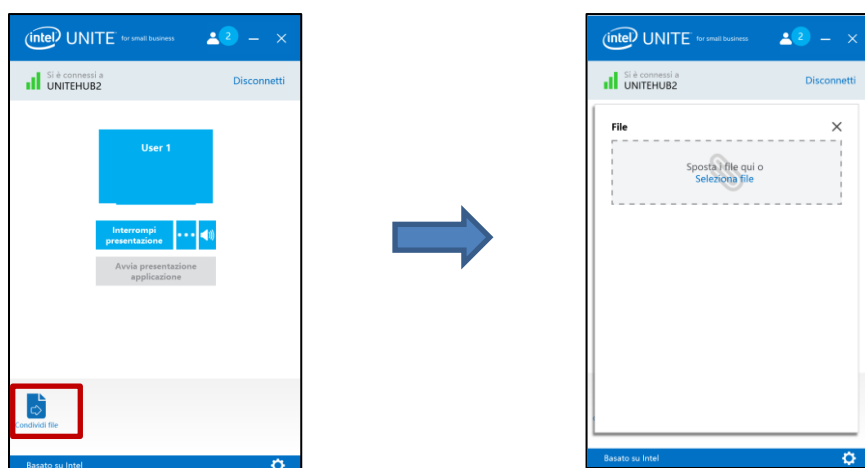 intel UNITE for small business 2
Si è connessi a
UNITEHUB2
Disconnetti
User 1
Interrompi
presentazione
Avvia presentazione
applicazione
Condividi file
Basato su Intel
intel UNITE for small business 2
Si è connessi a
UNITEHUB2
Disconnetti
File
Sposta i file qui o
Seleziona file
Basato su Intel